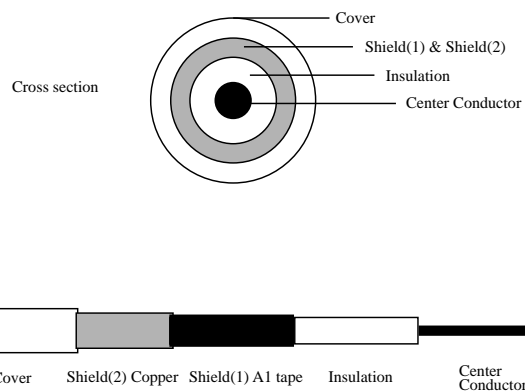 Cover
Shield(1) & Shield(2)
Insulation
Cross section
Center Conductor
Cover
Shield(2) Copper
Shield(1) A1 tape
Insulation
Center
Conductor